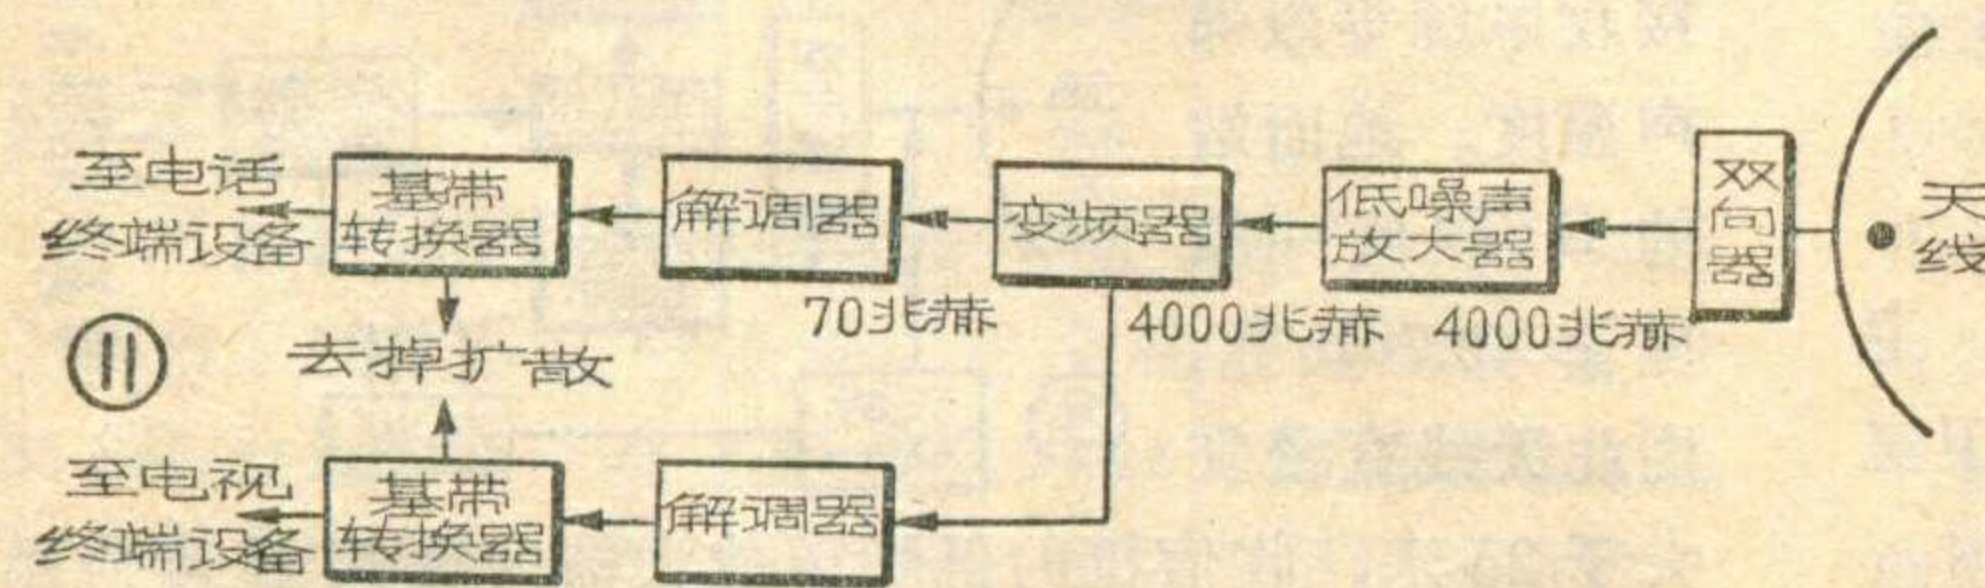 至电话
终端设备
基带
转换器
解调器
变频器
低噪声
放大器
双
向
器
天
线
70兆赫
4000兆赫
4000兆赫
去掉扩散
11
至电视
终端设备
基带
转换器
解调器